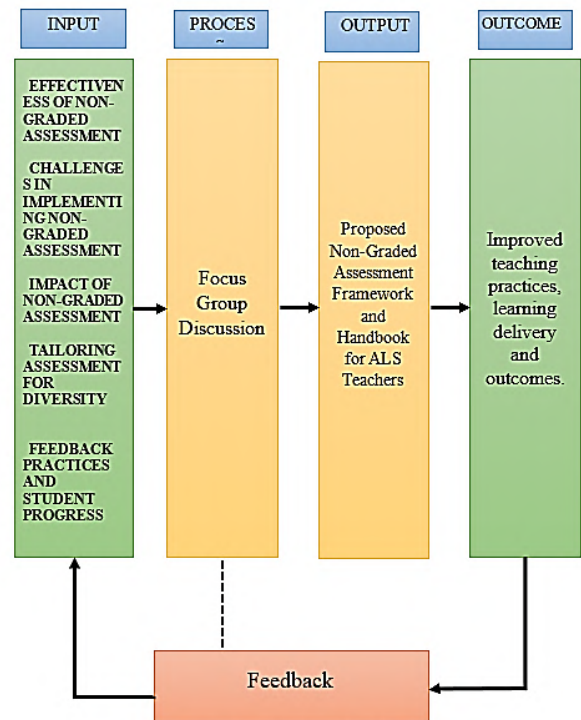 INPUT
PROCES
~
OUTPUT
OUTCOME
EFFECTIVEN
ESS OF NON-
GRADED
ASSESSMENT
CHALLENGE
S IN
IMPLEMENTI
NG NON-
GRADED
ASSESSMENT
IMPACT OF
NON-GRADED
ASSESSMENT
TAILORING
ASSESSMENT
FOR
DIVERSITY
FEEDBACK
PRACTICES
AND
STUDENT
PROGRESS
Focus
Group
Discussion
Proposed
Non-Graded
Assessment
Framework
and
Handbook
for ALS
Teachers
Improved
teaching
practices,
learning
delivery
and
outcomes.
Feedback